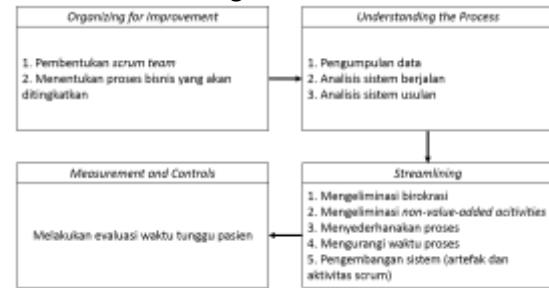 Organizing for Improvement
1. Pembentukan scrum team
2. Menentukan proses bisnis yang akan
ditingkatkan
Understanding the Process
1. Pengumpulan data
2. Analisis sistem berjalan
3. Analisis sistem usulan
Measurement and Controls
Melakukan evaluasi waktu tunggu pasien
Streamlining
1. Mengeliminasi birokrasi
2. Mengeliminasi non-value-added acitivities
3. Menyederhanakan proses
4. Mengurangi waktu proses
5. Pengembangan sistem (artefak dan
aktivitas scrum)